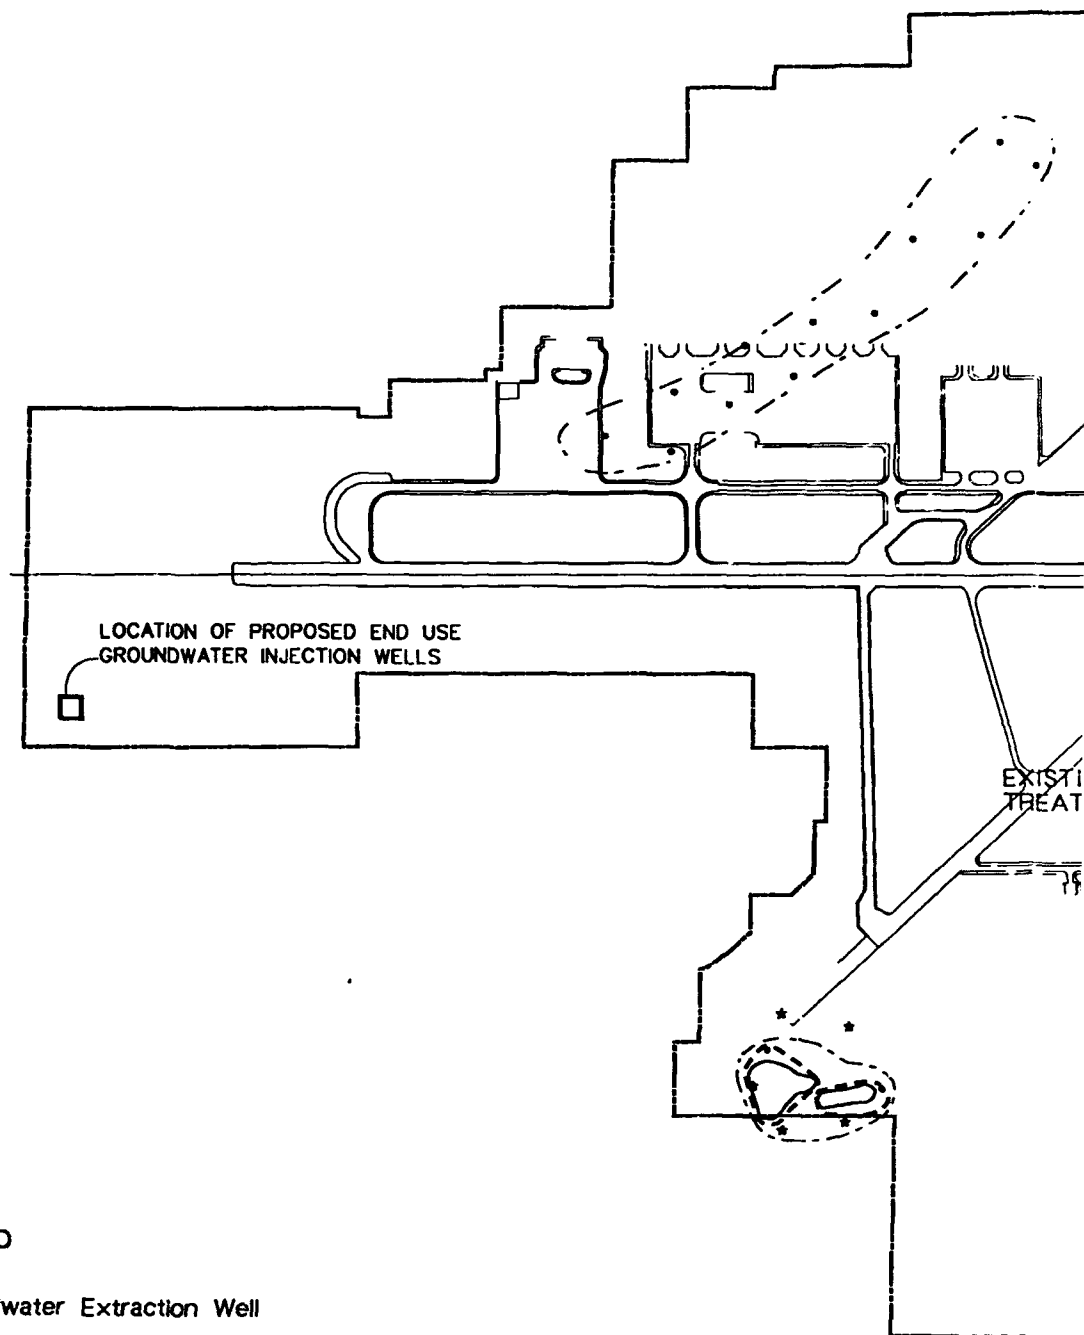 LOCATION OF PROPOSED END USE
GROUNDWATER INJECTION WELLS
EXISTI
TREAT
D
water Extraction Well